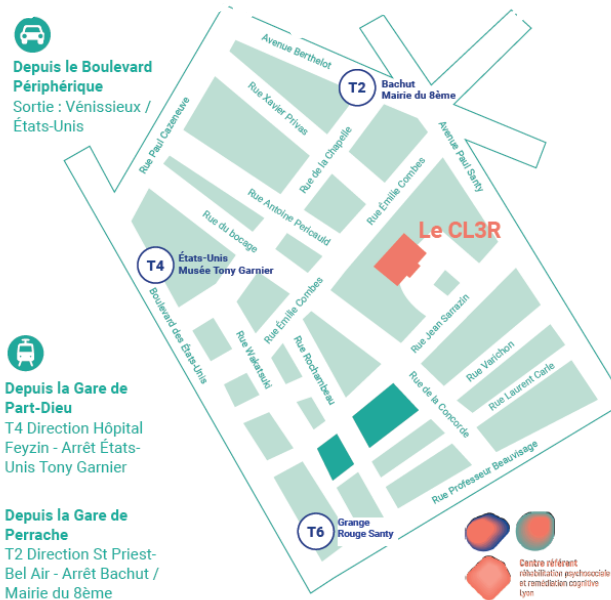 Depuis le Boulevard
Périphérique
Sortie : Vénissieux /
États-Unis
Depuis la Gare de
Part-Dieu
T4 Direction Hôpital
Feyzin - Arrêt États-
Unis Tony Garnier
Depuis la Gare de
Perrache
T2 Direction St Priest-
Bel Air - Arrêt Bachut /
Mairie du 8ème
Avenue Berthelot
T2
Bachut
Mairie du 8ème
Rue Xavier Privas
Rue Paul Cazeneuve
Rue de la Chapelle
Avenue Paul Santy
Rue Émilie Combes
Rue Antoine Pericauld
Rue du bocage
Le CL3R
T4
États-Unis
Musée Tony Garnier
Boulevard des États-Unis
Rue Émilie Combes
Rue Wakatsuki
Rue Rochambeau
Rue Jean Sarrazin
Rue Varichon
Rue Laurent Carle
Rue de la Concorde
Rue Professeur Beauvisage
T6
Grange
Rouge Santy
Centre référent
réhabilitation psychosociale
et remédiation cognitive
Lyon